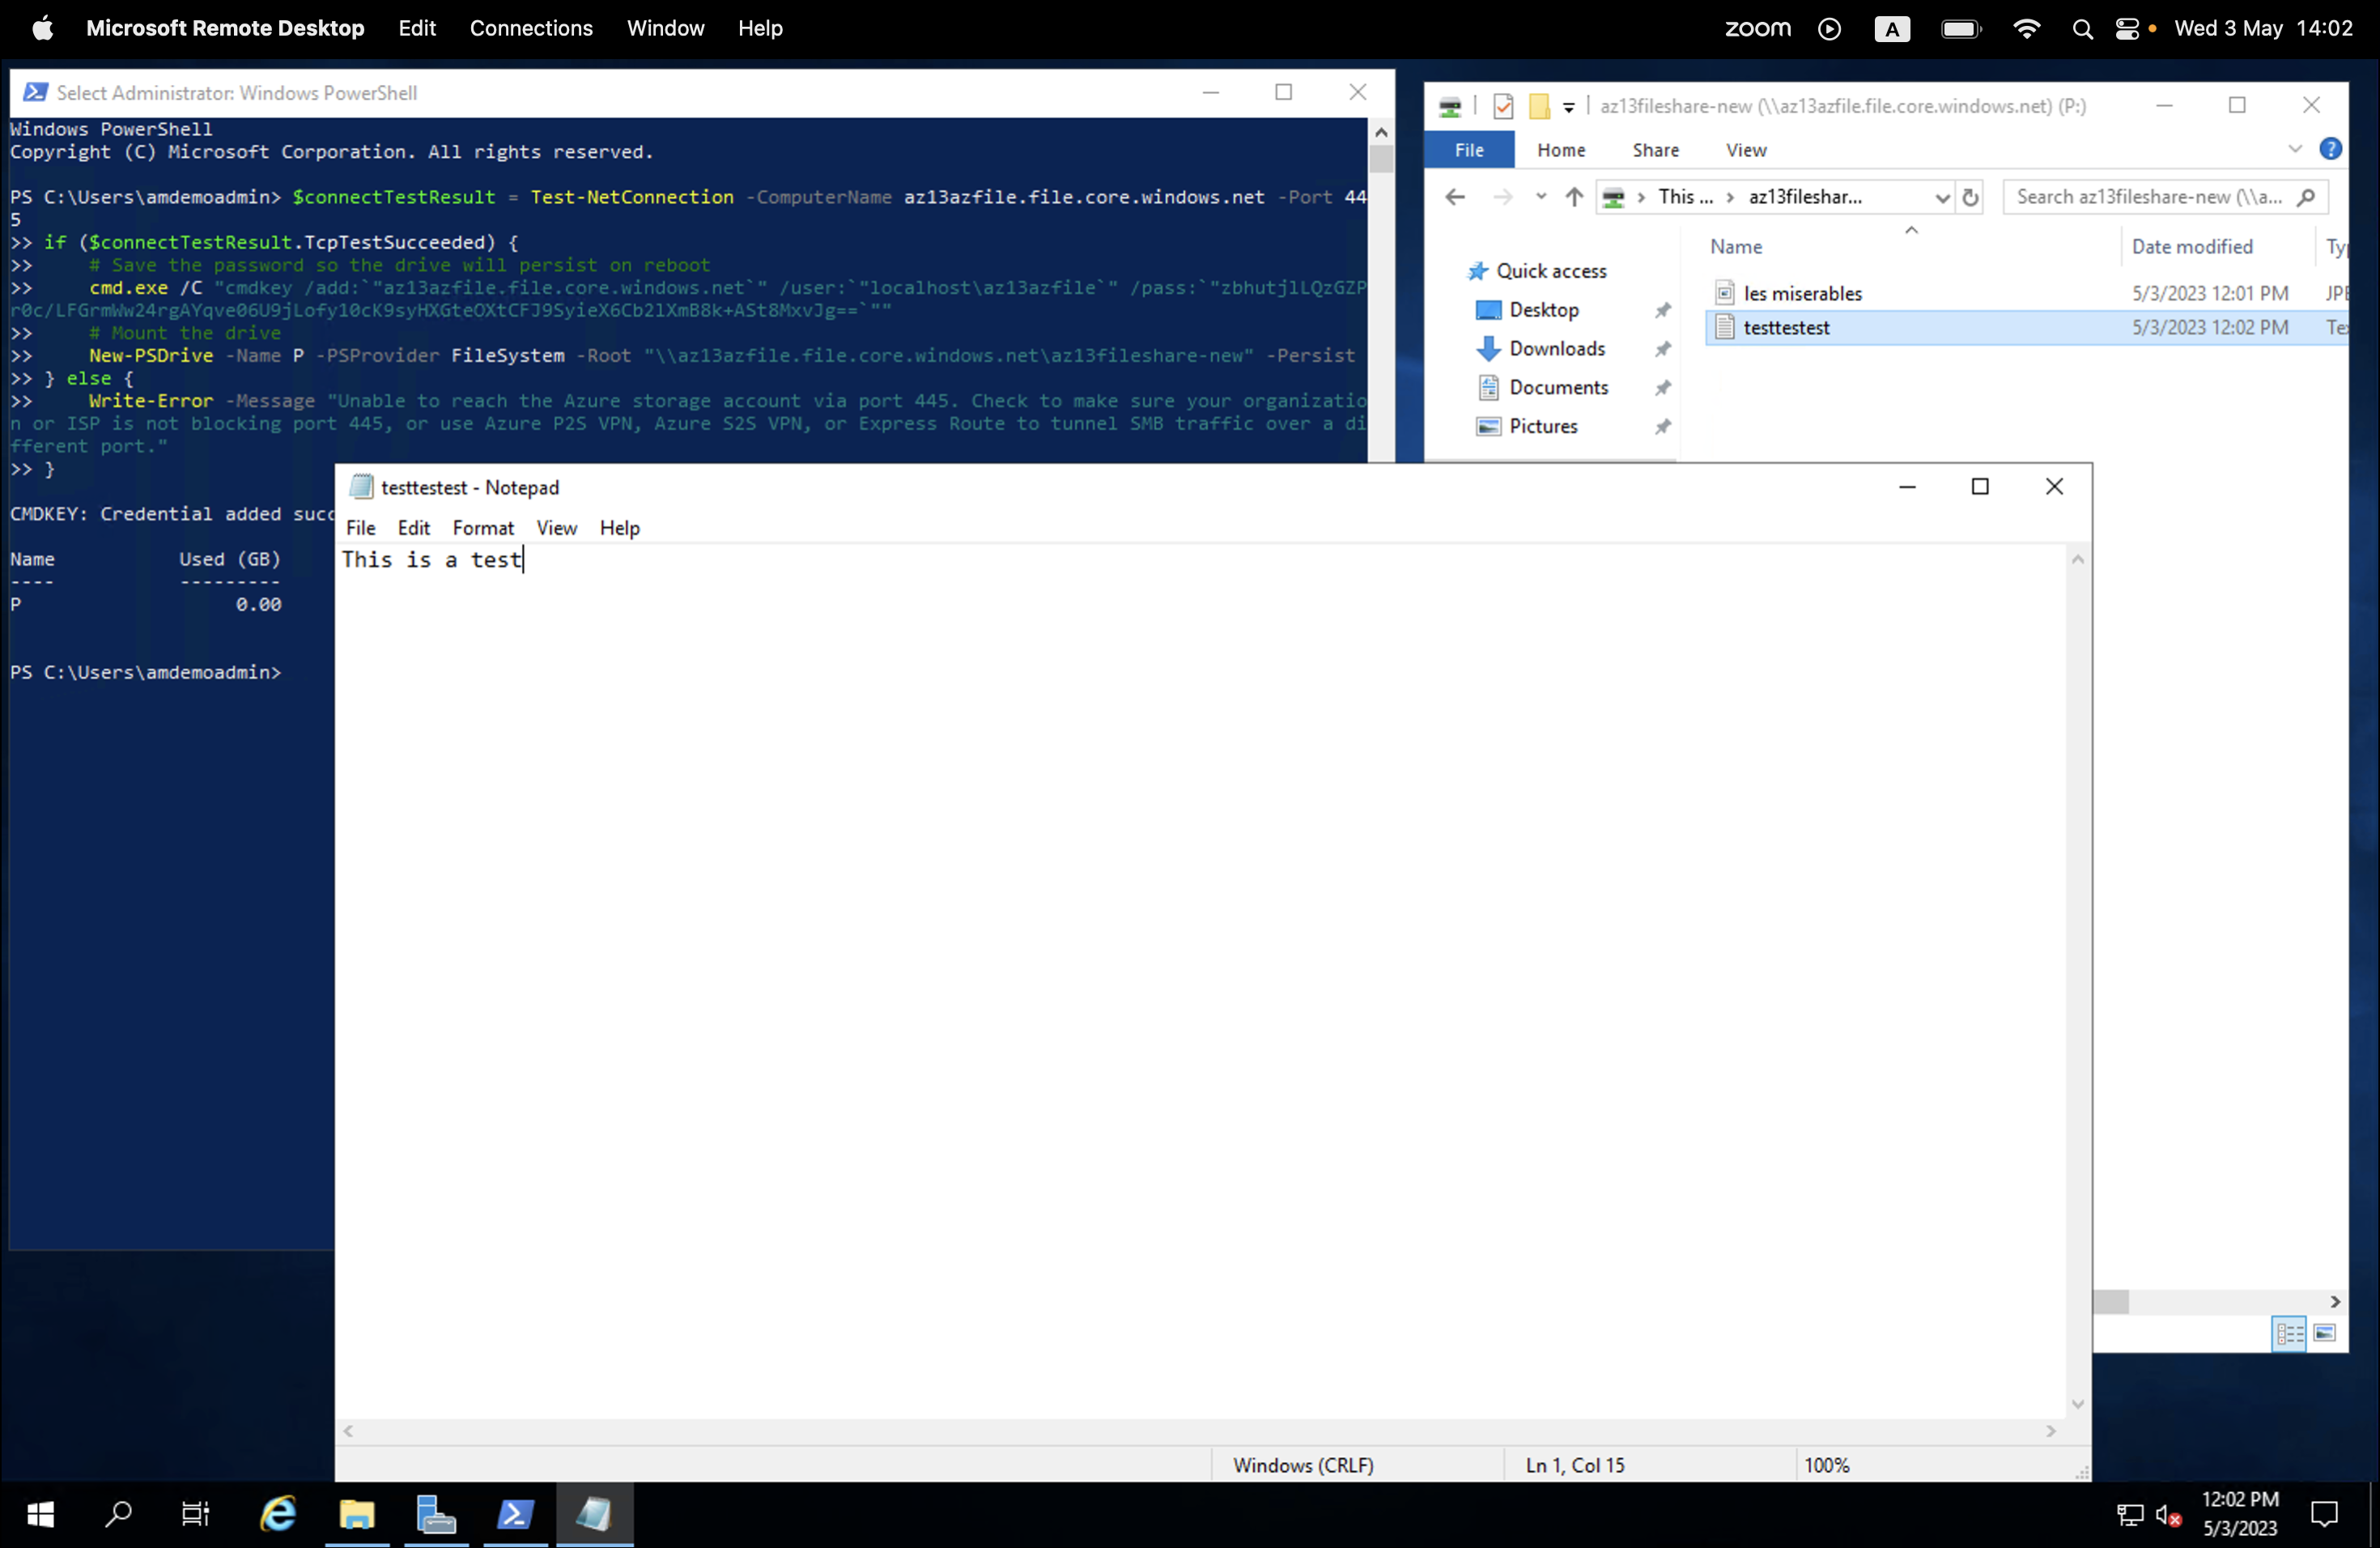 Microsoft Remote Desktop Edit Connections Window Help zoom A Wed 3 May 14:02
Select Administrator: Windows PowerShell
Windows PowerShell
Copyright (C) Microsoft Corporation. All rights reserved.
PS C:\Users\amdemoadmin> $connectTestResult = Test-NetConnection -ComputerName az13azfile.file.core.windows.net -Port 44
5
>> if ($connectTestResult.TcpTestSucceeded) {
>>     # Save the password so the drive will persist on reboot
>>     cmd.exe /C "cmdkey /add:`"az13azfile.file.core.windows.net`" /user:`"localhost\az13azfile`" /pass:`"
>>     # Mount the drive
>>     New-PSDrive -Name P -PSProvider FileSystem -Root "\\az13azfile.file.core.windows.net\az13fileshare-new" -Persist
>> } else {
>>     Write-Error -Message "Unable to reach the Azure storage account via port 445. Check to make sure your organizatio
n or ISP is not blocking port 445, or use Azure P2S VPN, Azure S2S VPN, or Express Route to tunnel SMB traffic over a di
fferent port."
>> }
CMDKEY: Credential added succ
Name Used (GB)
---- ---------
P 0.00
PS C:\Users\amdemoadmin>
az13fileshare-new (\\az13azfile.file.core.windows.net) (P:)
File Home Share View
This ... az13fileshar... Search az13fileshare-new (\\a...
Name Date modified Ty
Quick access
Desktop
Downloads
Documents
Pictures
les miserables 5/3/2023 12:01 PM JPE
testtestest 5/3/2023 12:02 PM Te
testtestest - Notepad
File Edit Format View Help
This is a test
Windows (CRLF) Ln 1, Col 15 100%
12:02 PM
5/3/2023